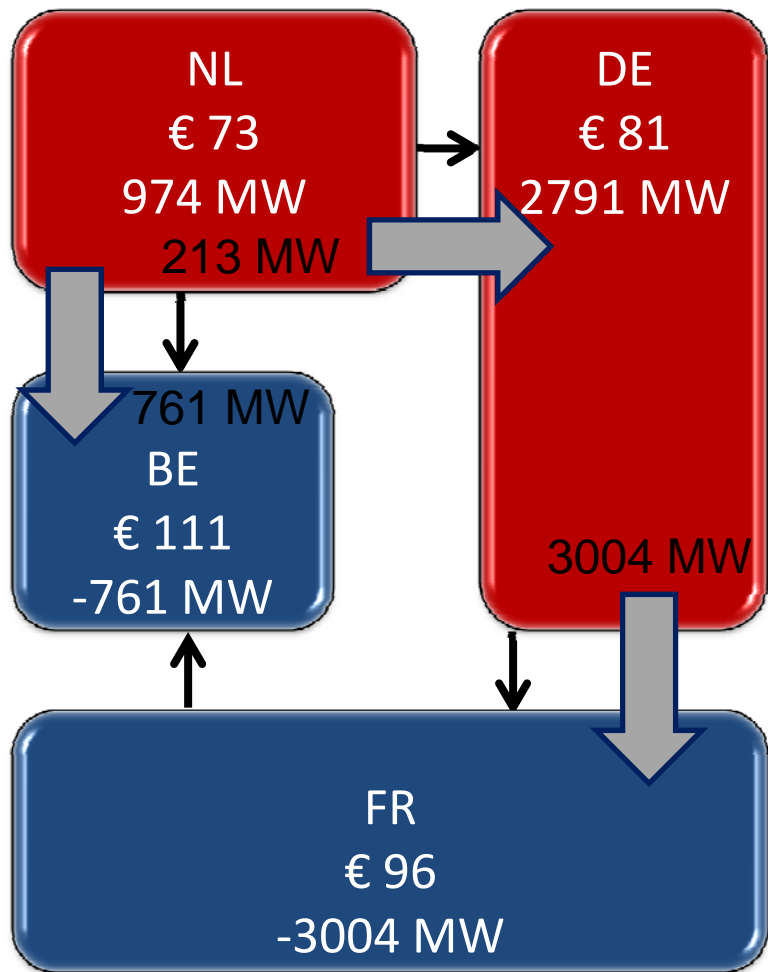 NL
€ 73
974 MW
213 MW
DE
€ 81
2791 MW
761 MW
BE
€ 111
-761 MW
3004 MW
FR
€ 96
-3004 MW